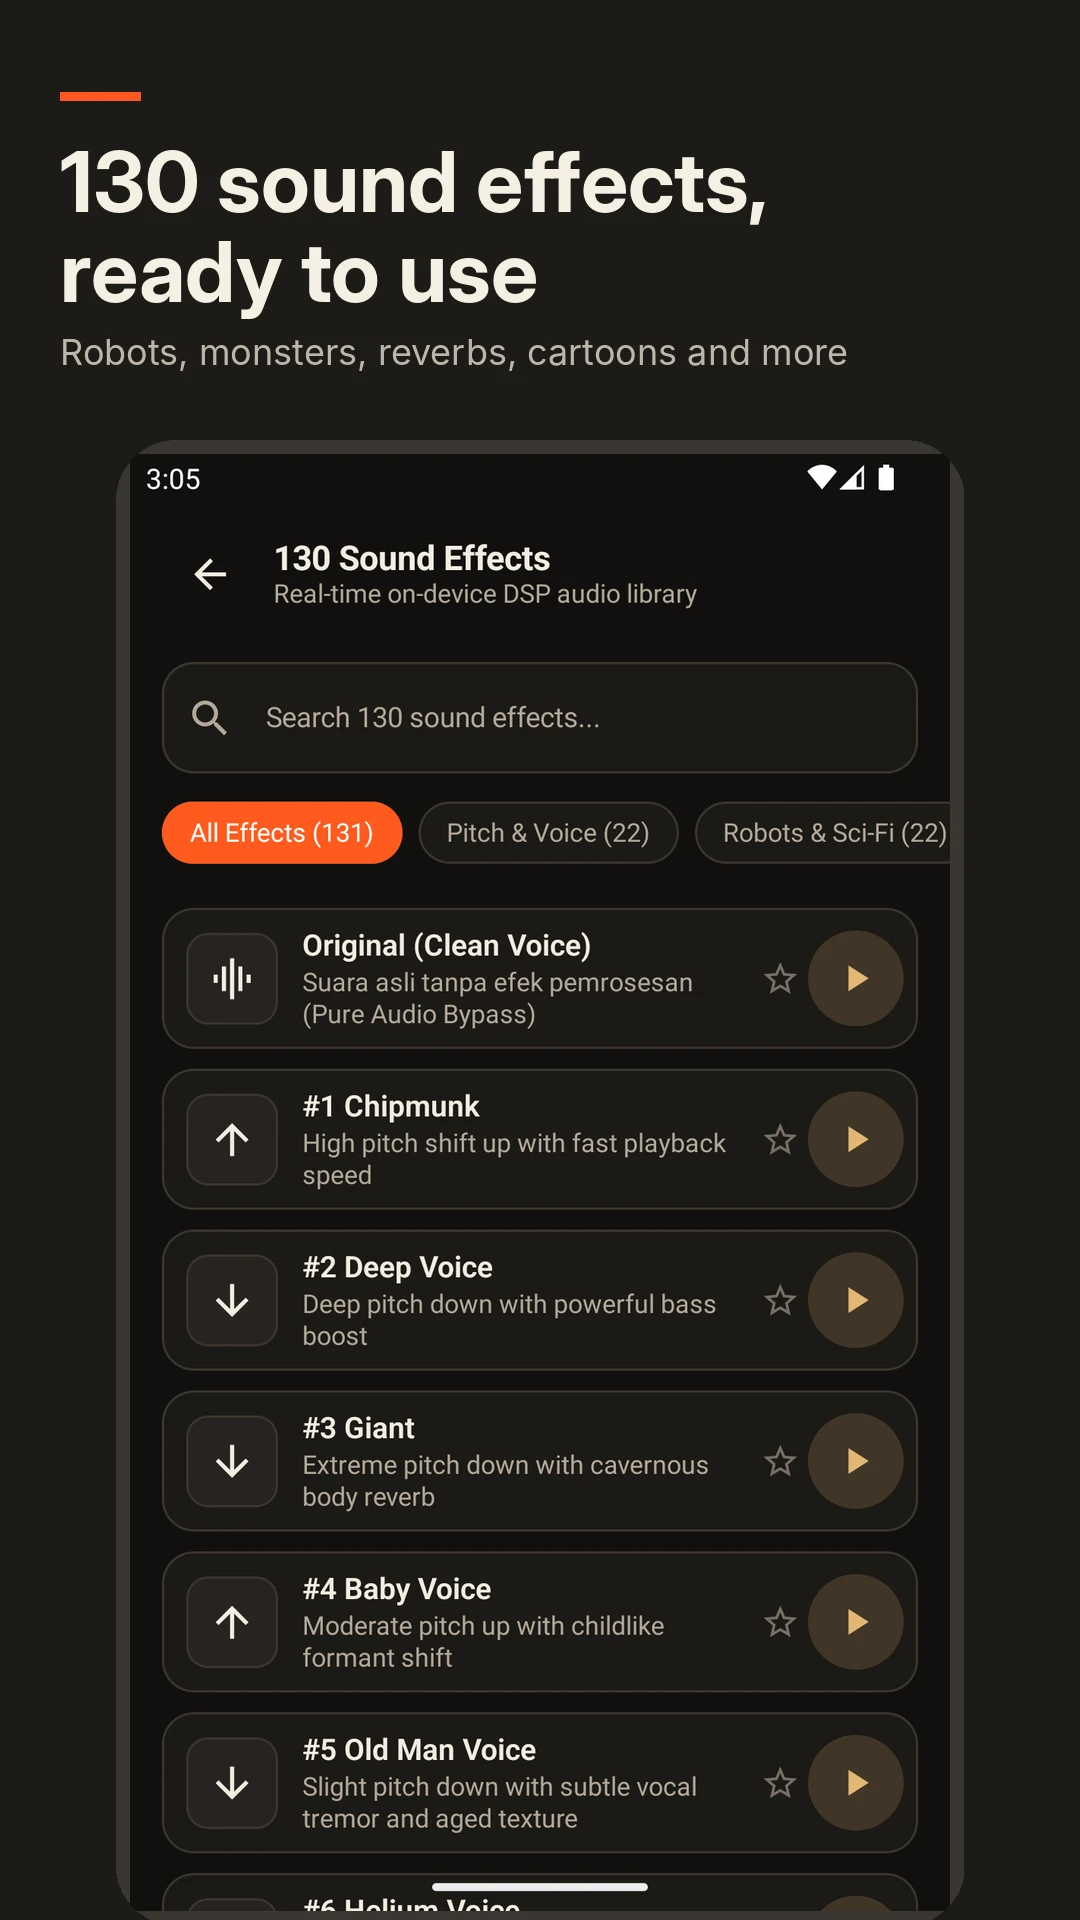 130 sound effects,
ready to use
Robots, monsters, reverbs, cartoons and more
3:05
130 Sound Effects
Real-time on-device DSP audio library
Search 130 sound effects...
All Effects (131)
Pitch & Voice (22)
Robots & Sci-Fi (22)
Original (Clean Voice)
Suara asli tanpa efek pemrosesan
(Pure Audio Bypass)
#1 Chipmunk
High pitch shift up with fast playback
speed
#2 Deep Voice
Deep pitch down with powerful bass
boost
#3 Giant
Extreme pitch down with cavernous
body reverb
#4 Baby Voice
Moderate pitch up with childlike
formant shift
#5 Old Man Voice
Slight pitch down with subtle vocal
tremor and aged texture
#6 Helium Voice